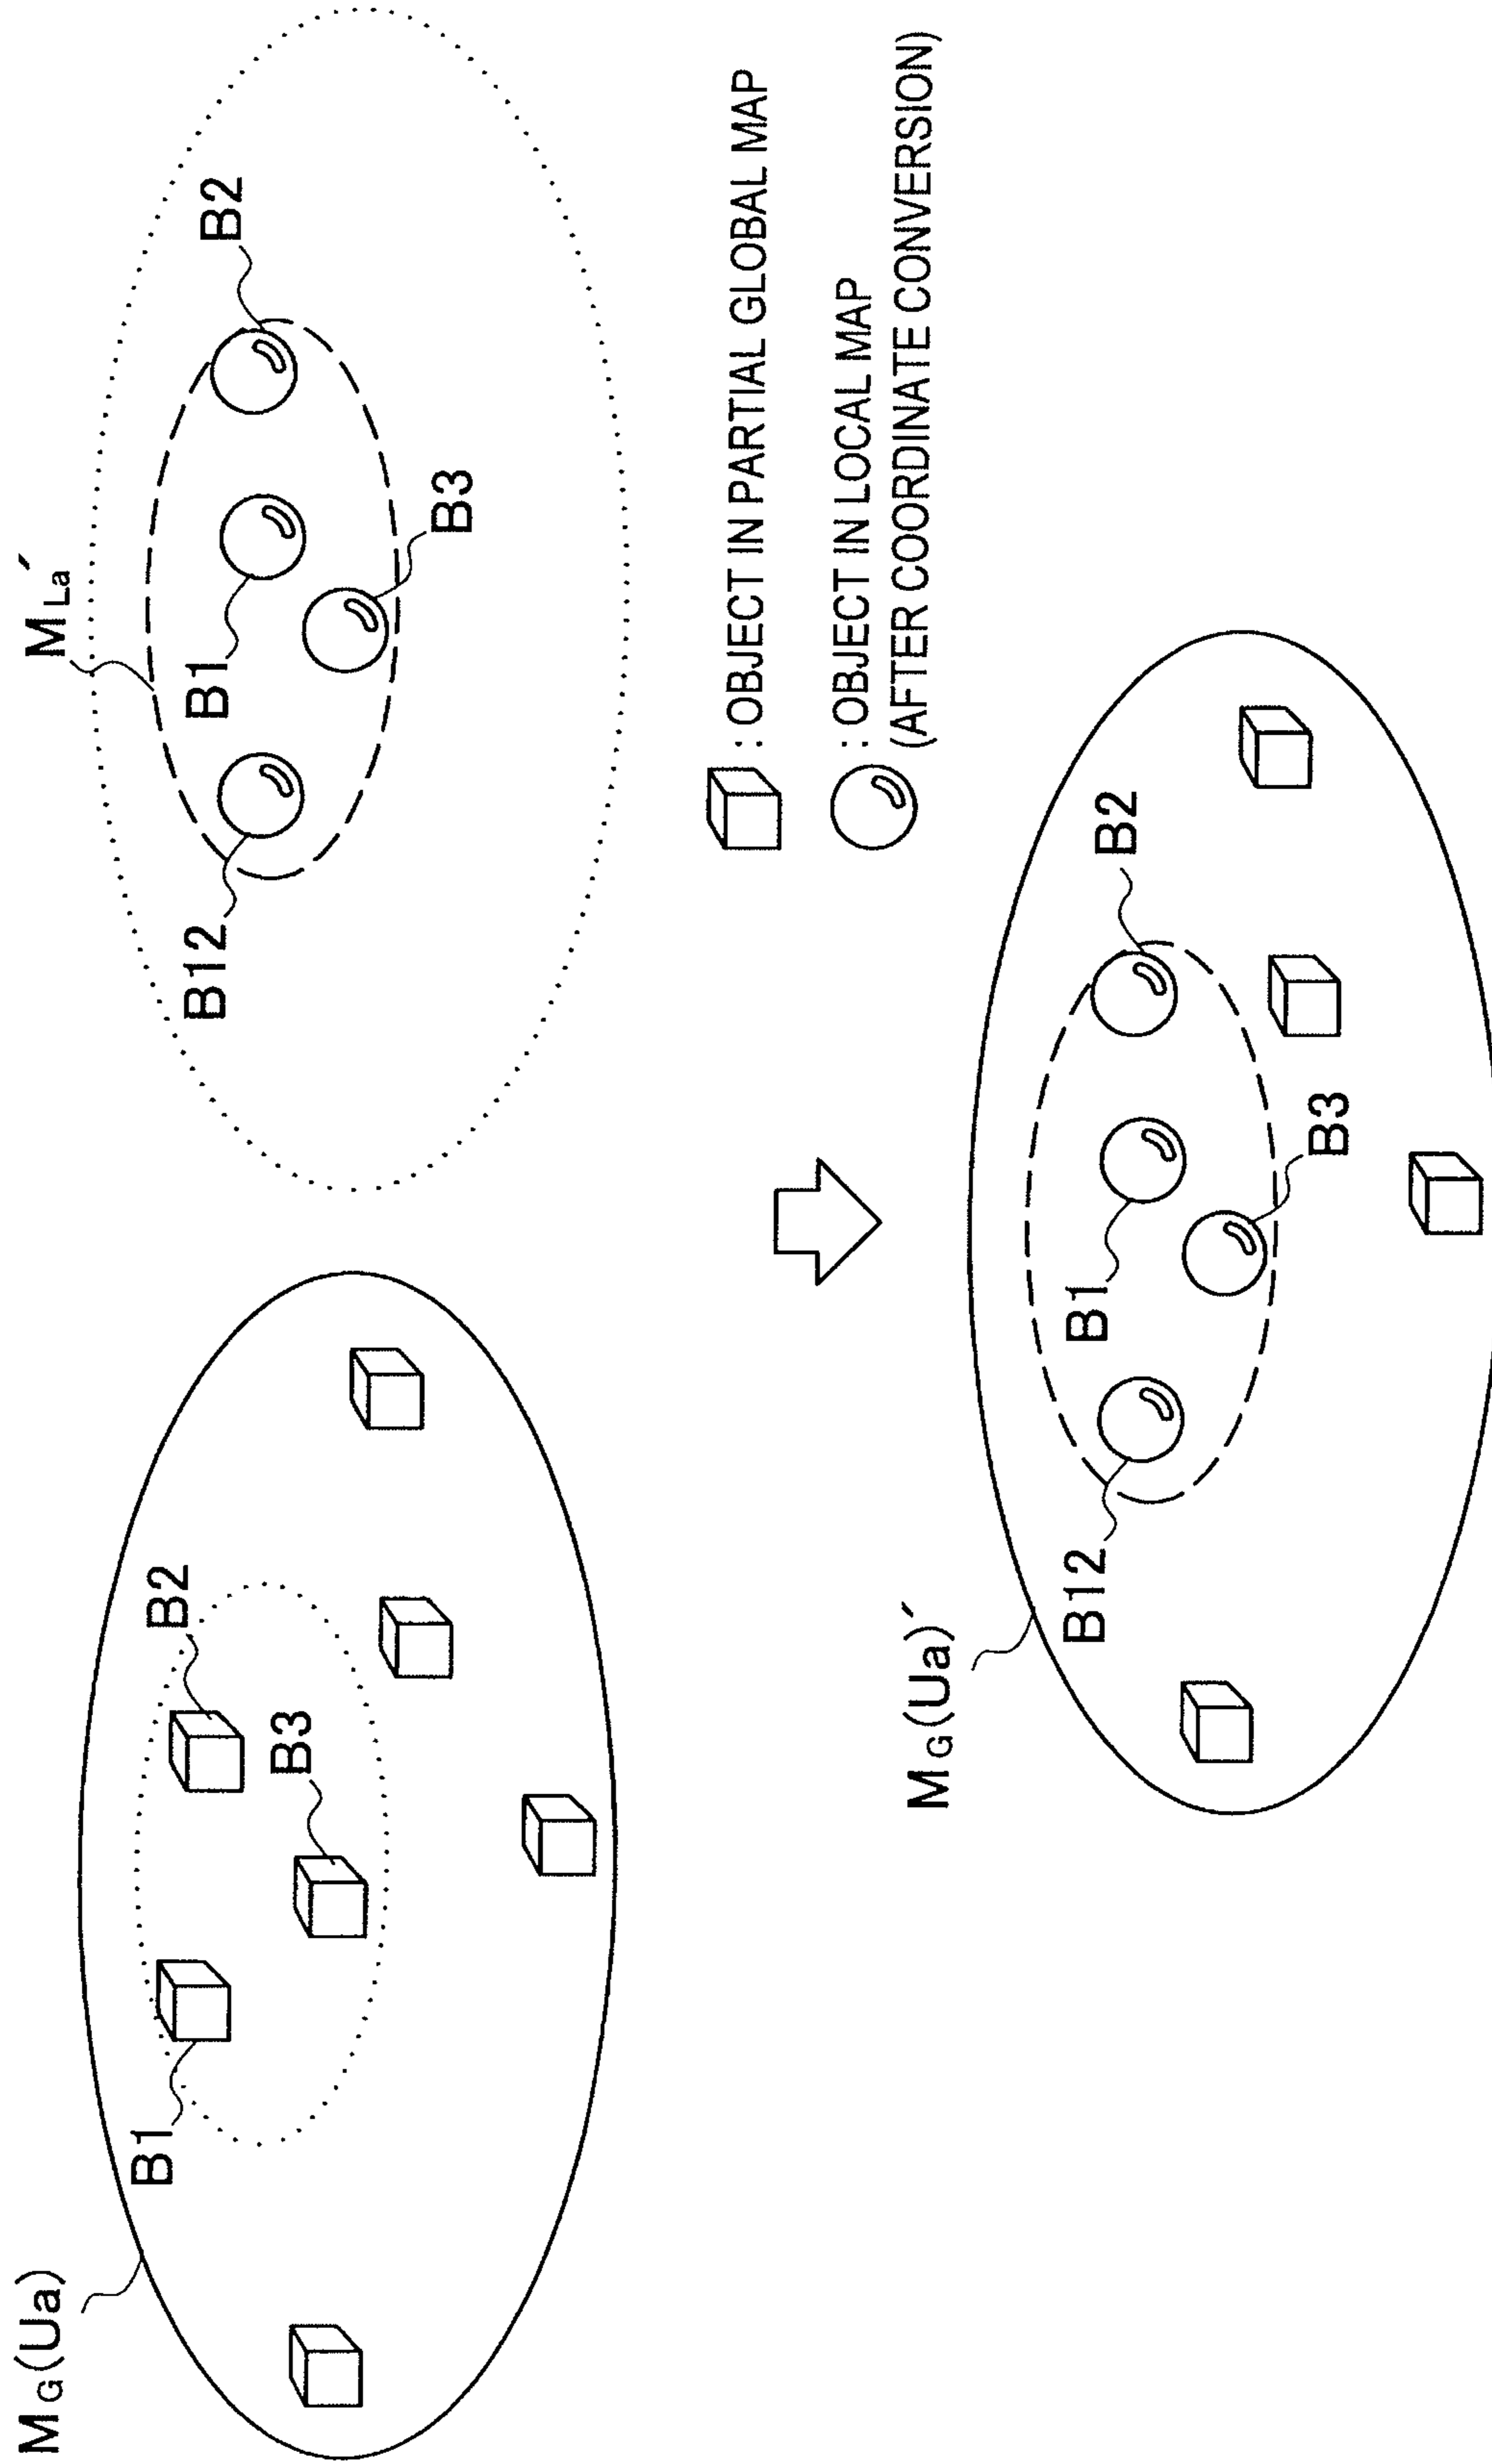 MG(Ua)
B1
B2
B3
MLa´
B12
B1
B2
B3
: OBJECT IN PARTIAL GLOBAL MAP
: OBJECT IN LOCAL MAP
(AFTER COORDINATE CONVERSION)
MG(Ua)´
B12
B1
B2
B3